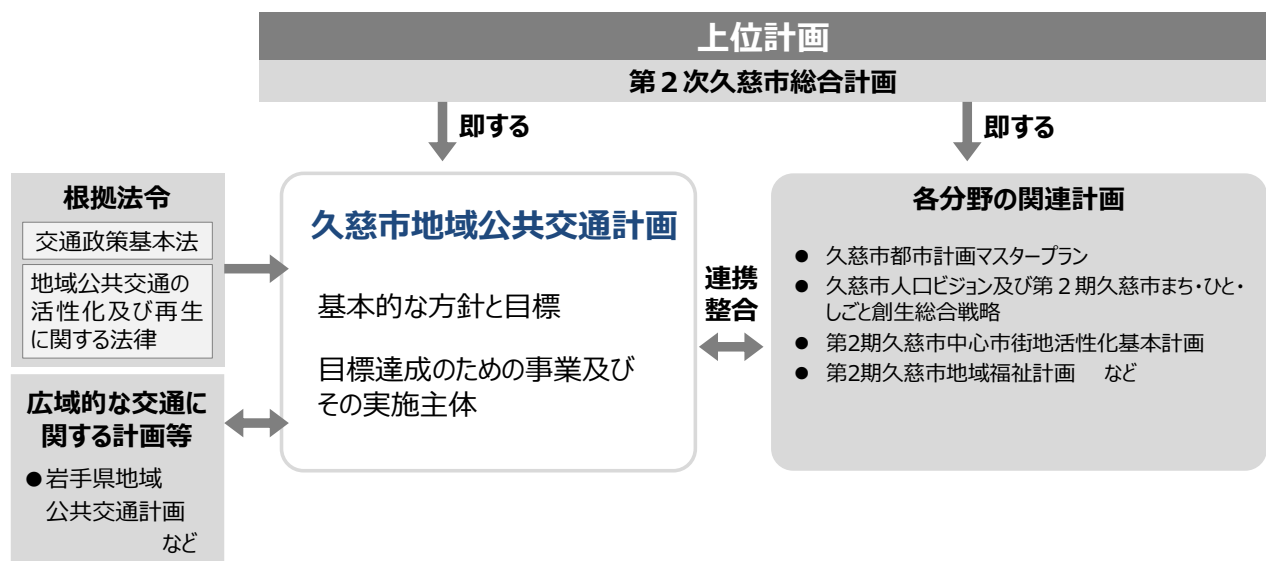 上位計画
第２次久慈市総合計画
即する
即する
根拠法令
交通政策基本法
地域公共交通の
活性化及び再生
に関する法律
広域的な交通に
関する計画等
●岩手県地域
公共交通計画
など
久慈市地域公共交通計画
基本的な方針と目標
目標達成のための事業及び
その実施主体
連携
整合
各分野の関連計画
● 久慈市都市計画マスタープラン
● 久慈市人口ビジョン及び第２期久慈市まち・ひと・
しごと創生総合戦略
● 第2期久慈市中心市街地活性化基本計画
● 第2期久慈市地域福祉計画　など